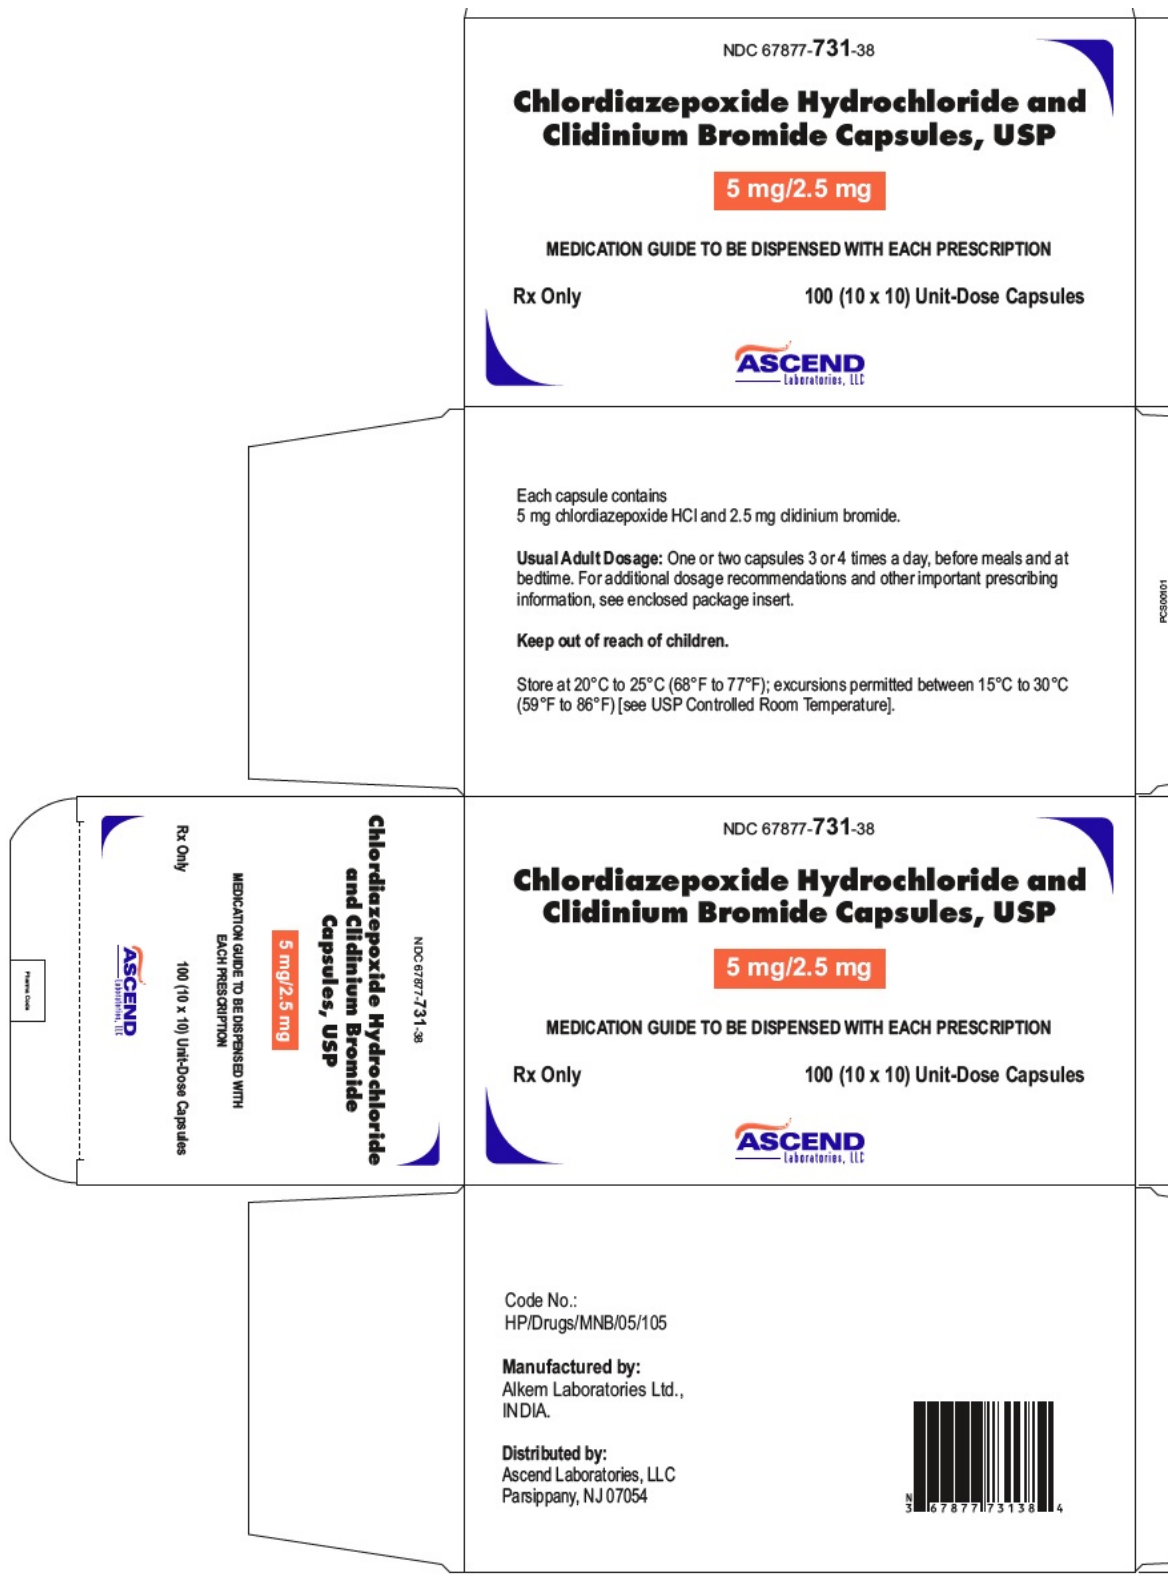 NDC 67877-731-38
Chlordiazepoxide Hydrochloride and
Clidinium Bromide Capsules, USP
5 mg/2.5 mg
MEDICATION GUIDE TO BE DISPENSED WITH EACH PRESCRIPTION
Rx Only
100 (10 x 10) Unit-Dose Capsules
ASCEND
Laboratories, LLC
Each capsule contains
5 mg chlordiazepoxide HCl and 2.5 mg clidinium bromide.
Usual Adult Dosage: One or two capsules 3 or 4 times a day, before meals and at
bedtime. For additional dosage recommendations and other important prescribing
information, see enclosed package insert.
Keep out of reach of children.
Store at 20°C to 25°C (68°F to 77°F); excursions permitted between 15°C to 30°C
(59°F to 86°F) [see USP Controlled Room Temperature].
PCS00101
NDC 67877-731-38
Chlordiazepoxide Hydrochloride
and Clidinium Bromide
Capsules, USP
5 mg/2.5 mg
MEDICATION GUIDE TO BE DISPENSED WITH
EACH PRESCRIPTION
Rx Only
100 (10 x 10) Unit-Dose Capsules
ASCEND
Laboratories, LLC
Pharma Code
NDC 67877-731-38
Chlordiazepoxide Hydrochloride and
Clidinium Bromide Capsules, USP
5 mg/2.5 mg
MEDICATION GUIDE TO BE DISPENSED WITH EACH PRESCRIPTION
Rx Only
100 (10 x 10) Unit-Dose Capsules
ASCEND
Laboratories, LLC
Code No.:
HP/Drugs/MNB/05/105
Manufactured by:
Alkem Laboratories Ltd.,
INDIA.
Distributed by:
Ascend Laboratories, LLC
Parsippany, NJ 07054
N
3 67877 73138 4